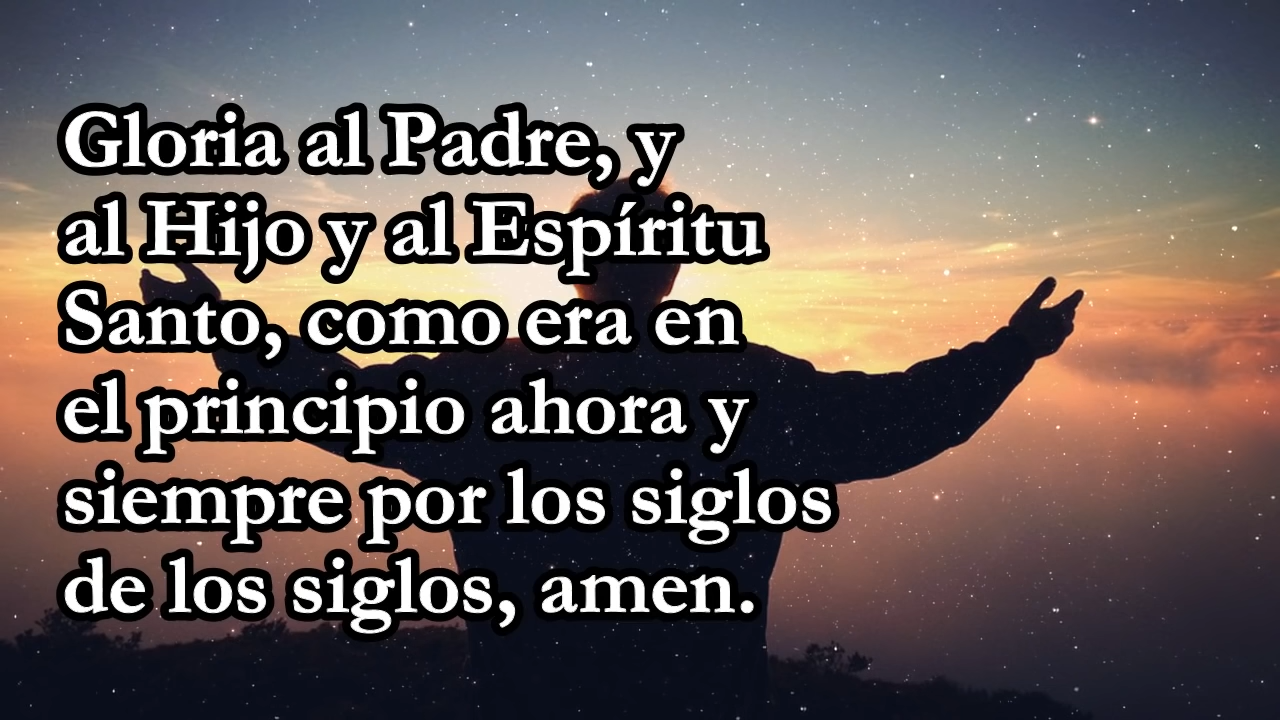 Gloria al Padre, y
al Hijo y al Espíritu
Santo, como era en
el principio ahora y
siempre por los siglos
de los siglos, amen.